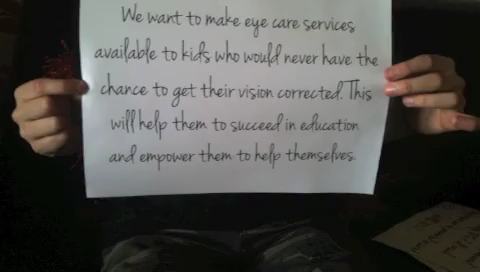 We want to make eye care services
available to kids who would never have the
chance to get their vision corrected. This
will help them to succeed in education
and empower them to help themselves.